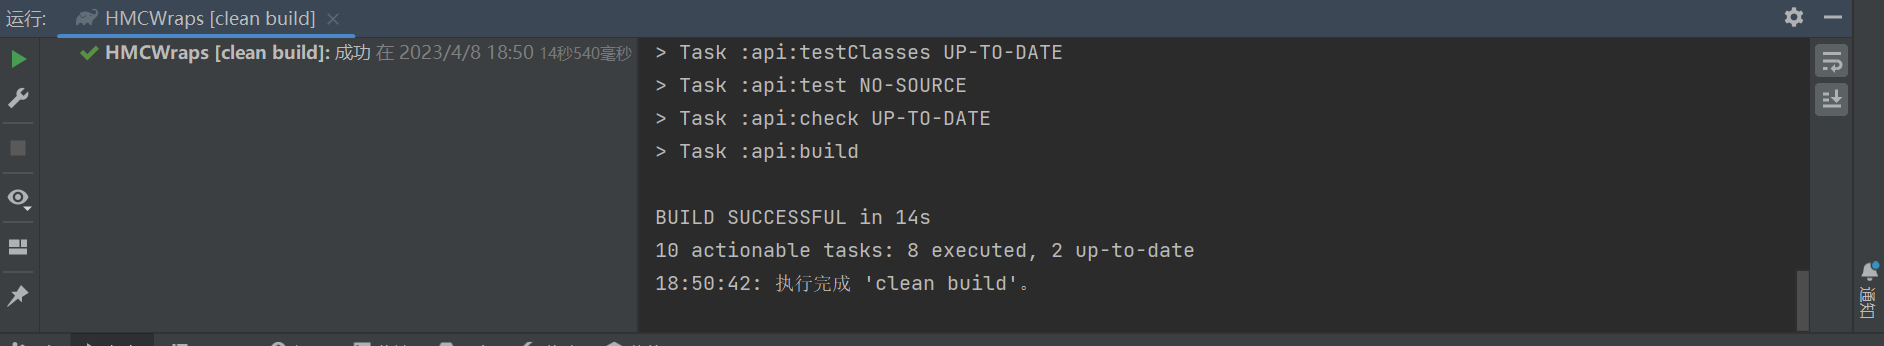 运行: HMCWraps [clean build]
HMCWraps [clean build]: 成功 在 2023/4/8 18:50 14秒540毫秒
> Task :api:testClasses UP-TO-DATE
> Task :api:test NO-SOURCE
> Task :api:check UP-TO-DATE
> Task :api:build
BUILD SUCCESSFUL in 14s
10 actionable tasks: 8 executed, 2 up-to-date
18:50:42: 执行完成 'clean build'。
通知